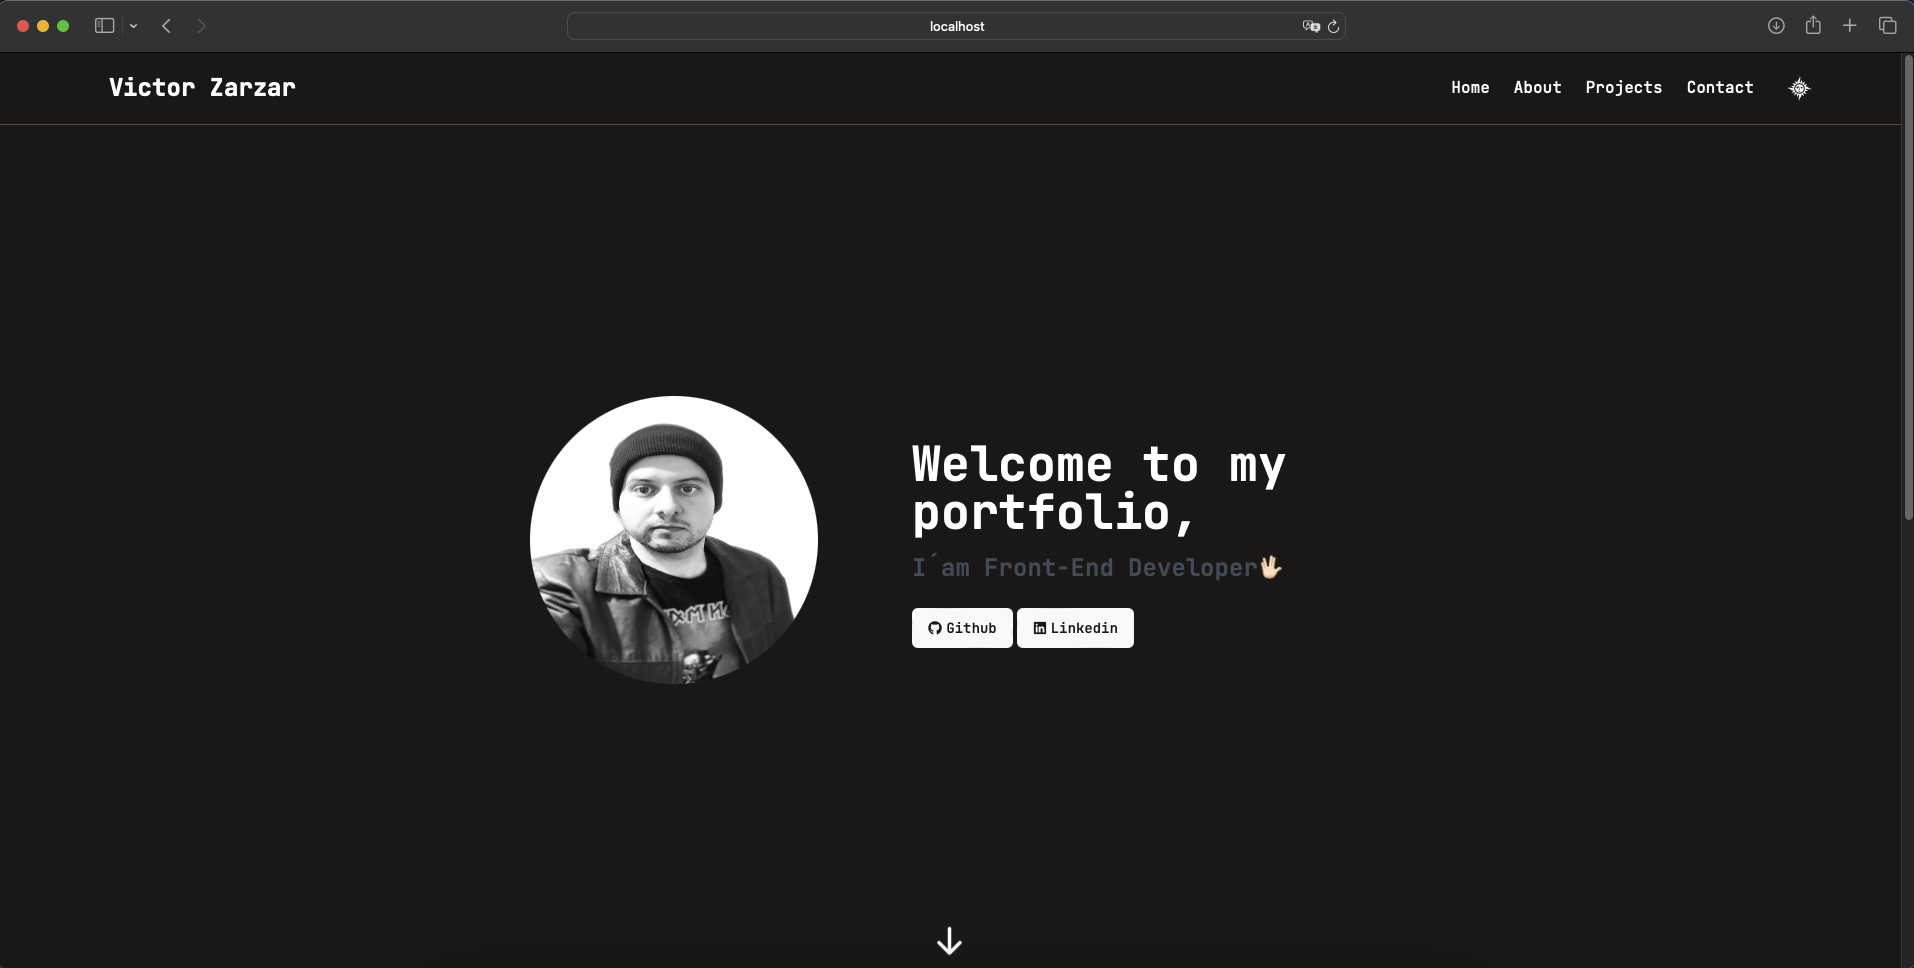 localhost
Victor Zarzar
Home About Projects Contact
Welcome to my
portfolio,
I´am Front-End Developer🖖🏻
Github Linkedin